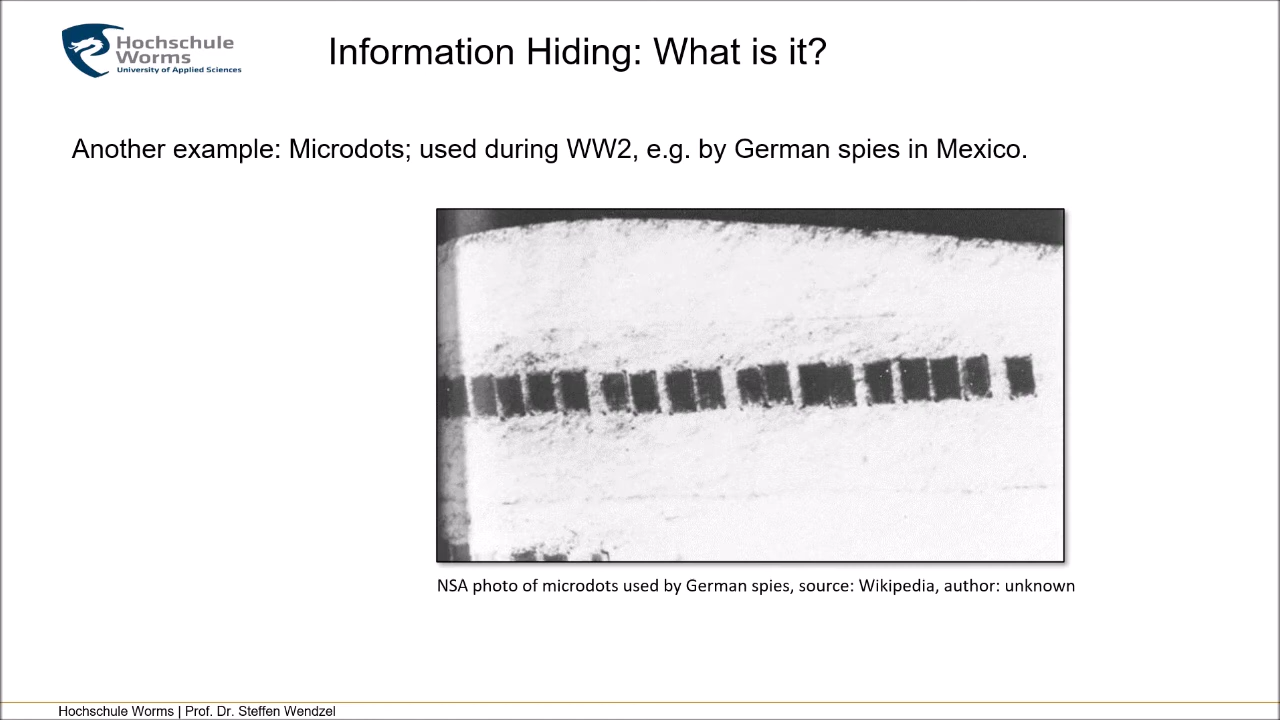 Hochschule
Worms
University of Applied Sciences
Information Hiding: What is it?
Another example: Microdots; used during WW2, e.g. by German spies in Mexico.
NSA photo of microdots used by German spies, source: Wikipedia, author: unknown
Hochschule Worms | Prof. Dr. Steffen Wendzel